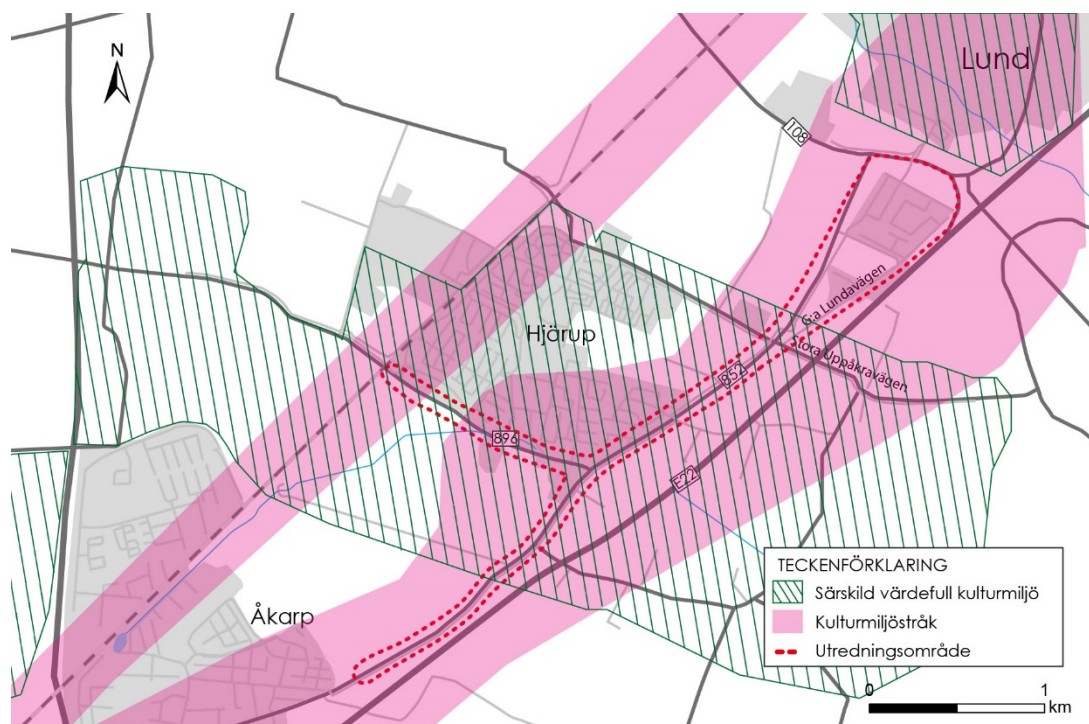 N
Lund
108
G:a Lundavägen
Hjärup
Stora Uppåkravägen
852
896
E22
Åkarp
TECKENFÖRKLARING
Särskild värdefull kulturmiljö
Kulturmiljöstråk
Utredningsområde
0 1
km